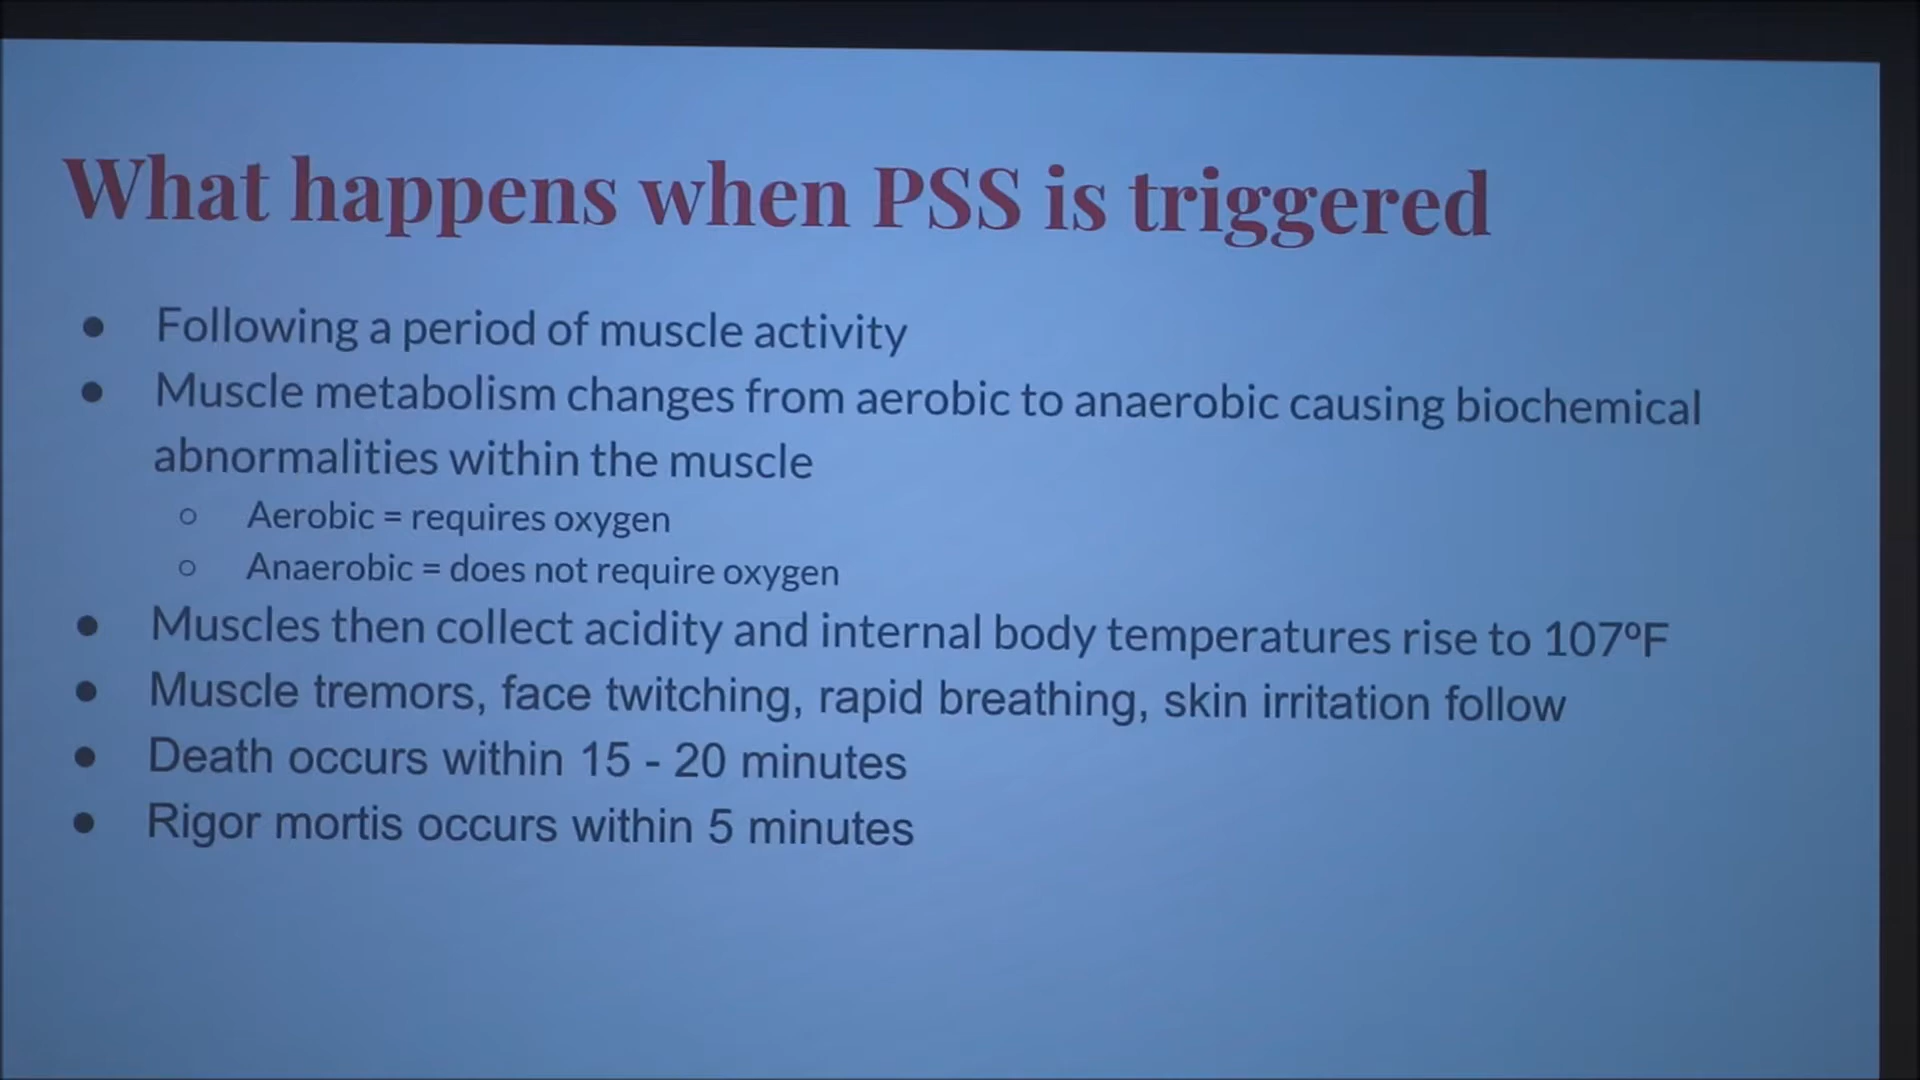 What happens when PSS is triggered
● Following a period of muscle activity
● Muscle metabolism changes from aerobic to anaerobic causing biochemical
abnormalities within the muscle
○ Aerobic = requires oxygen
○ Anaerobic = does not require oxygen
● Muscles then collect acidity and internal body temperatures rise to 107ºF
● Muscle tremors, face twitching, rapid breathing, skin irritation follow
● Death occurs within 15 - 20 minutes
● Rigor mortis occurs within 5 minutes